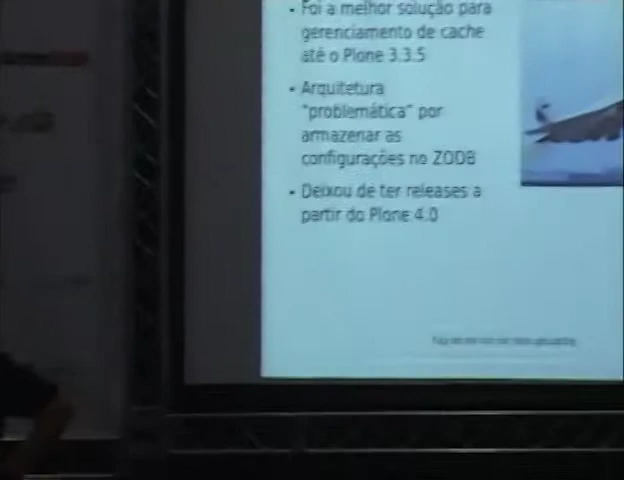 • Foi a melhor solução para
gerenciamento de cache
até o Plone 3.3.5
• Arquitetura
"problemática" por
armazenar as
configurações no ZODB
• Deixou de ter releases a
partir do Plone 4.0